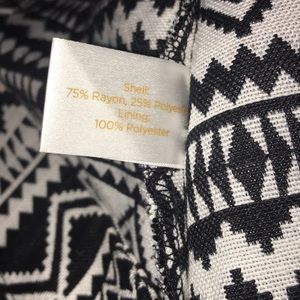 Shell:
75% Rayon, 25% Polyester
Lining:
100% Polyester